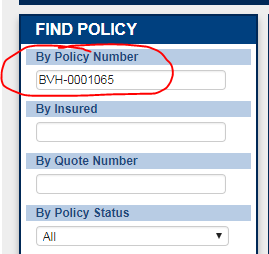 FIND POLICY
By Policy Number
BVH-0001065
By Insured
By Quote Number
By Policy Status
All